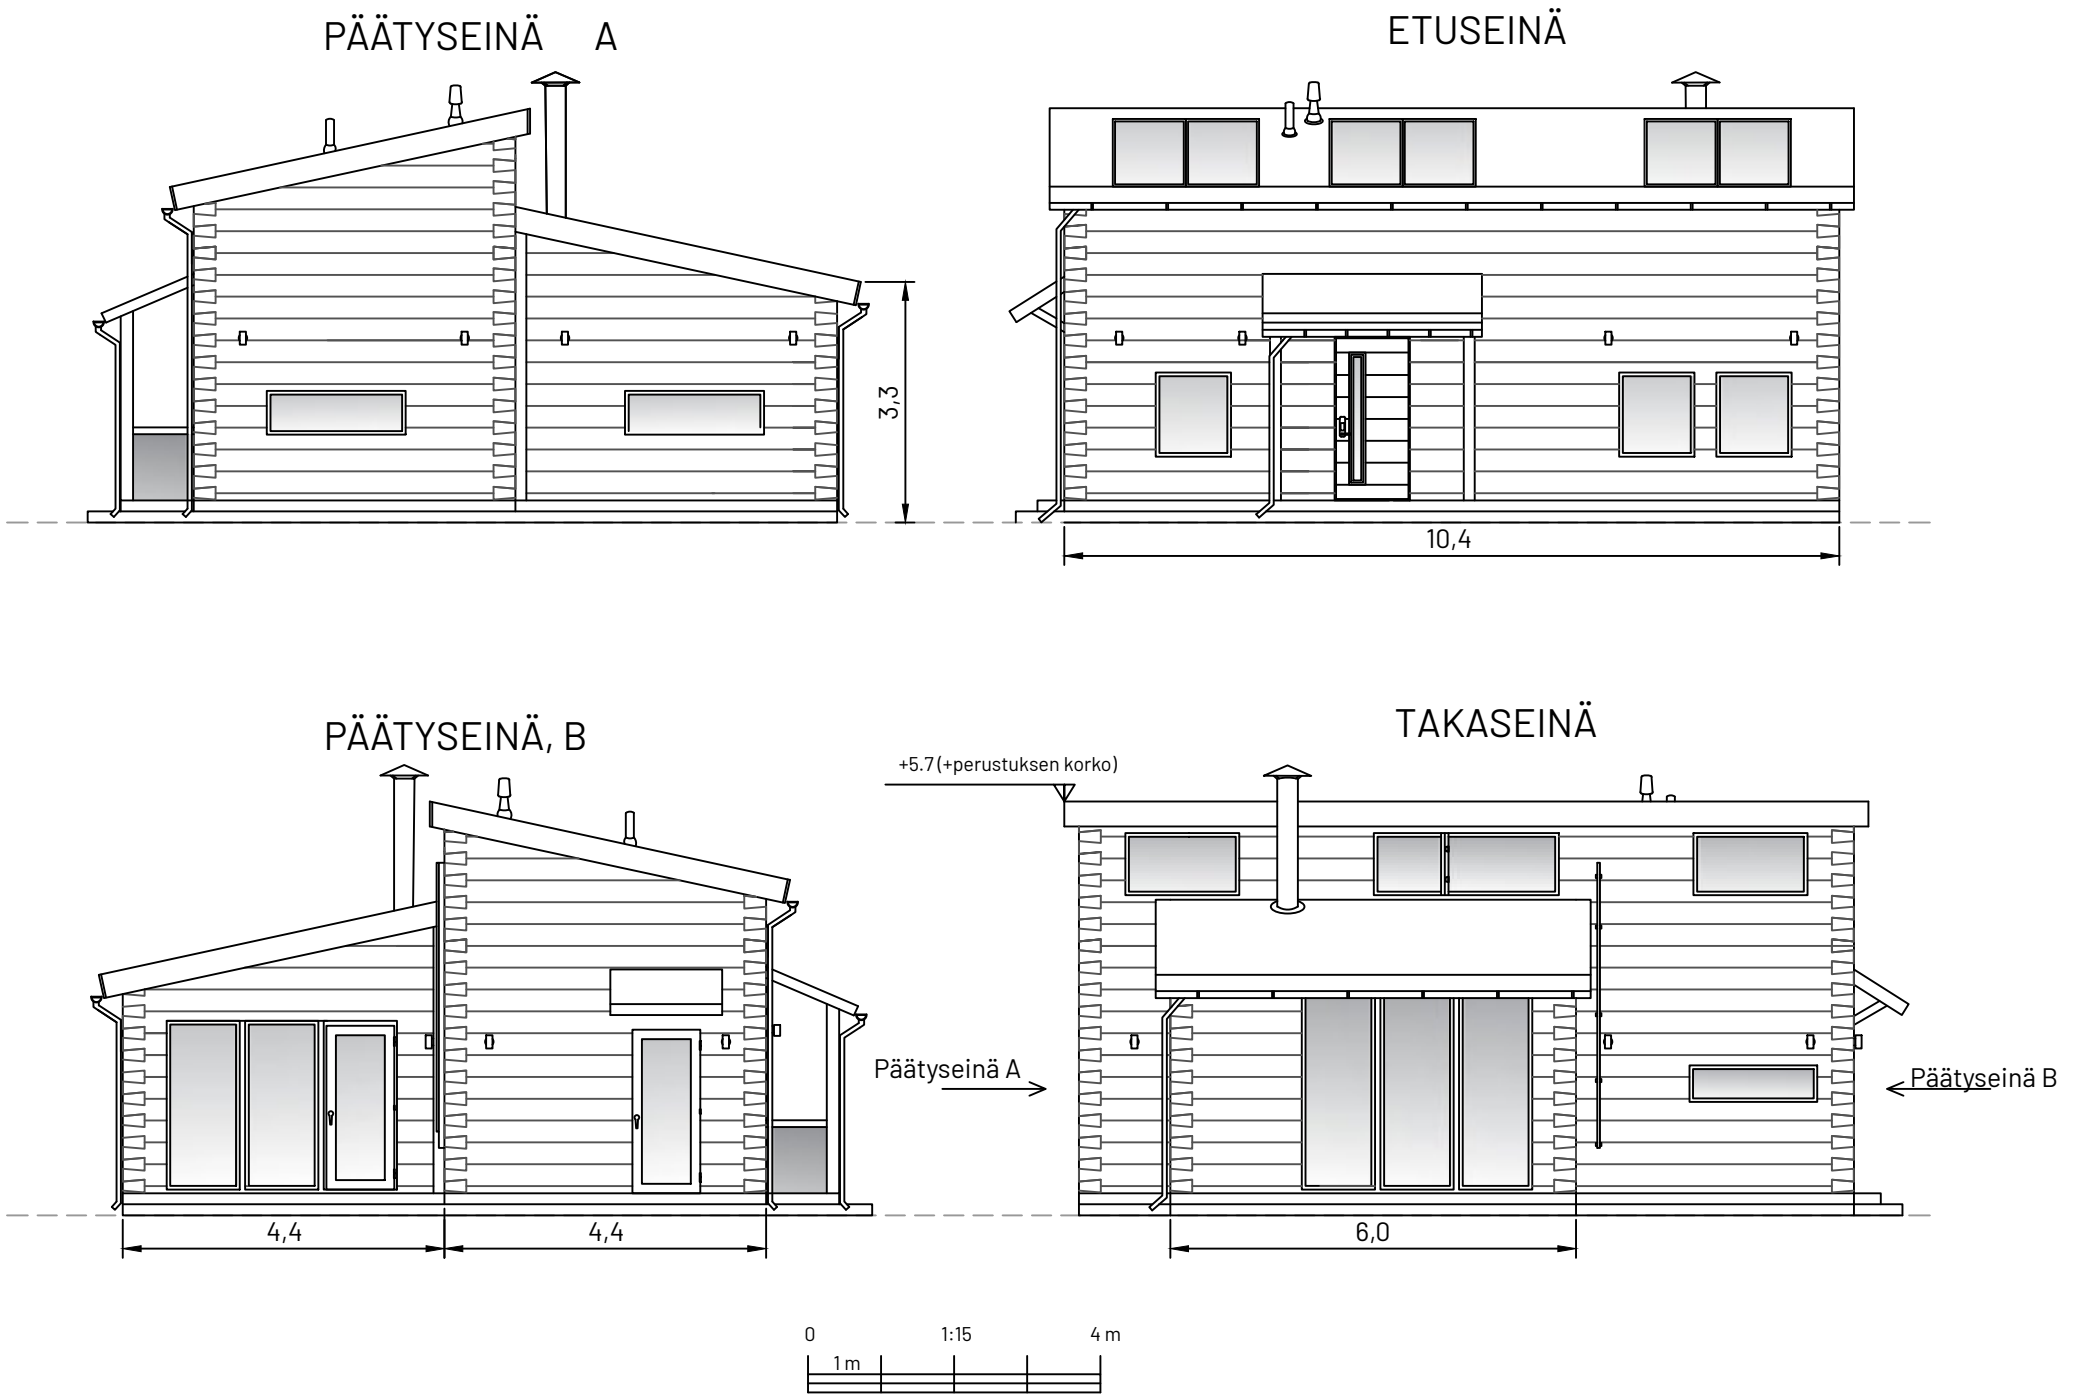 PÄÄTYSEINÄ A
ETUSEINÄ
3,3
10,4
PÄÄTYSEINÄ, B
TAKASEINÄ
+5.7 (+perustuksen korko)
Päätyseinä A
Päätyseinä B
4,4
4,4
6,0
0
1:15
4 m
1 m